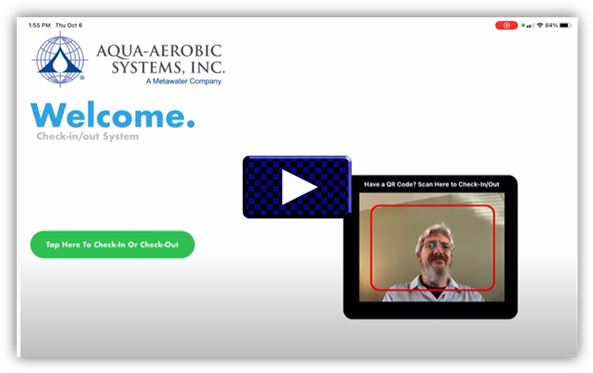 1:55 PM Thu Oct 6
84%
AQUA-AEROBIC
SYSTEMS, INC.
A Metawater Company
®
Welcome.
Check-in/out System
Have a QR Code? Scan Here to Check-In/Out
Tap Here To Check-In Or Check-Out